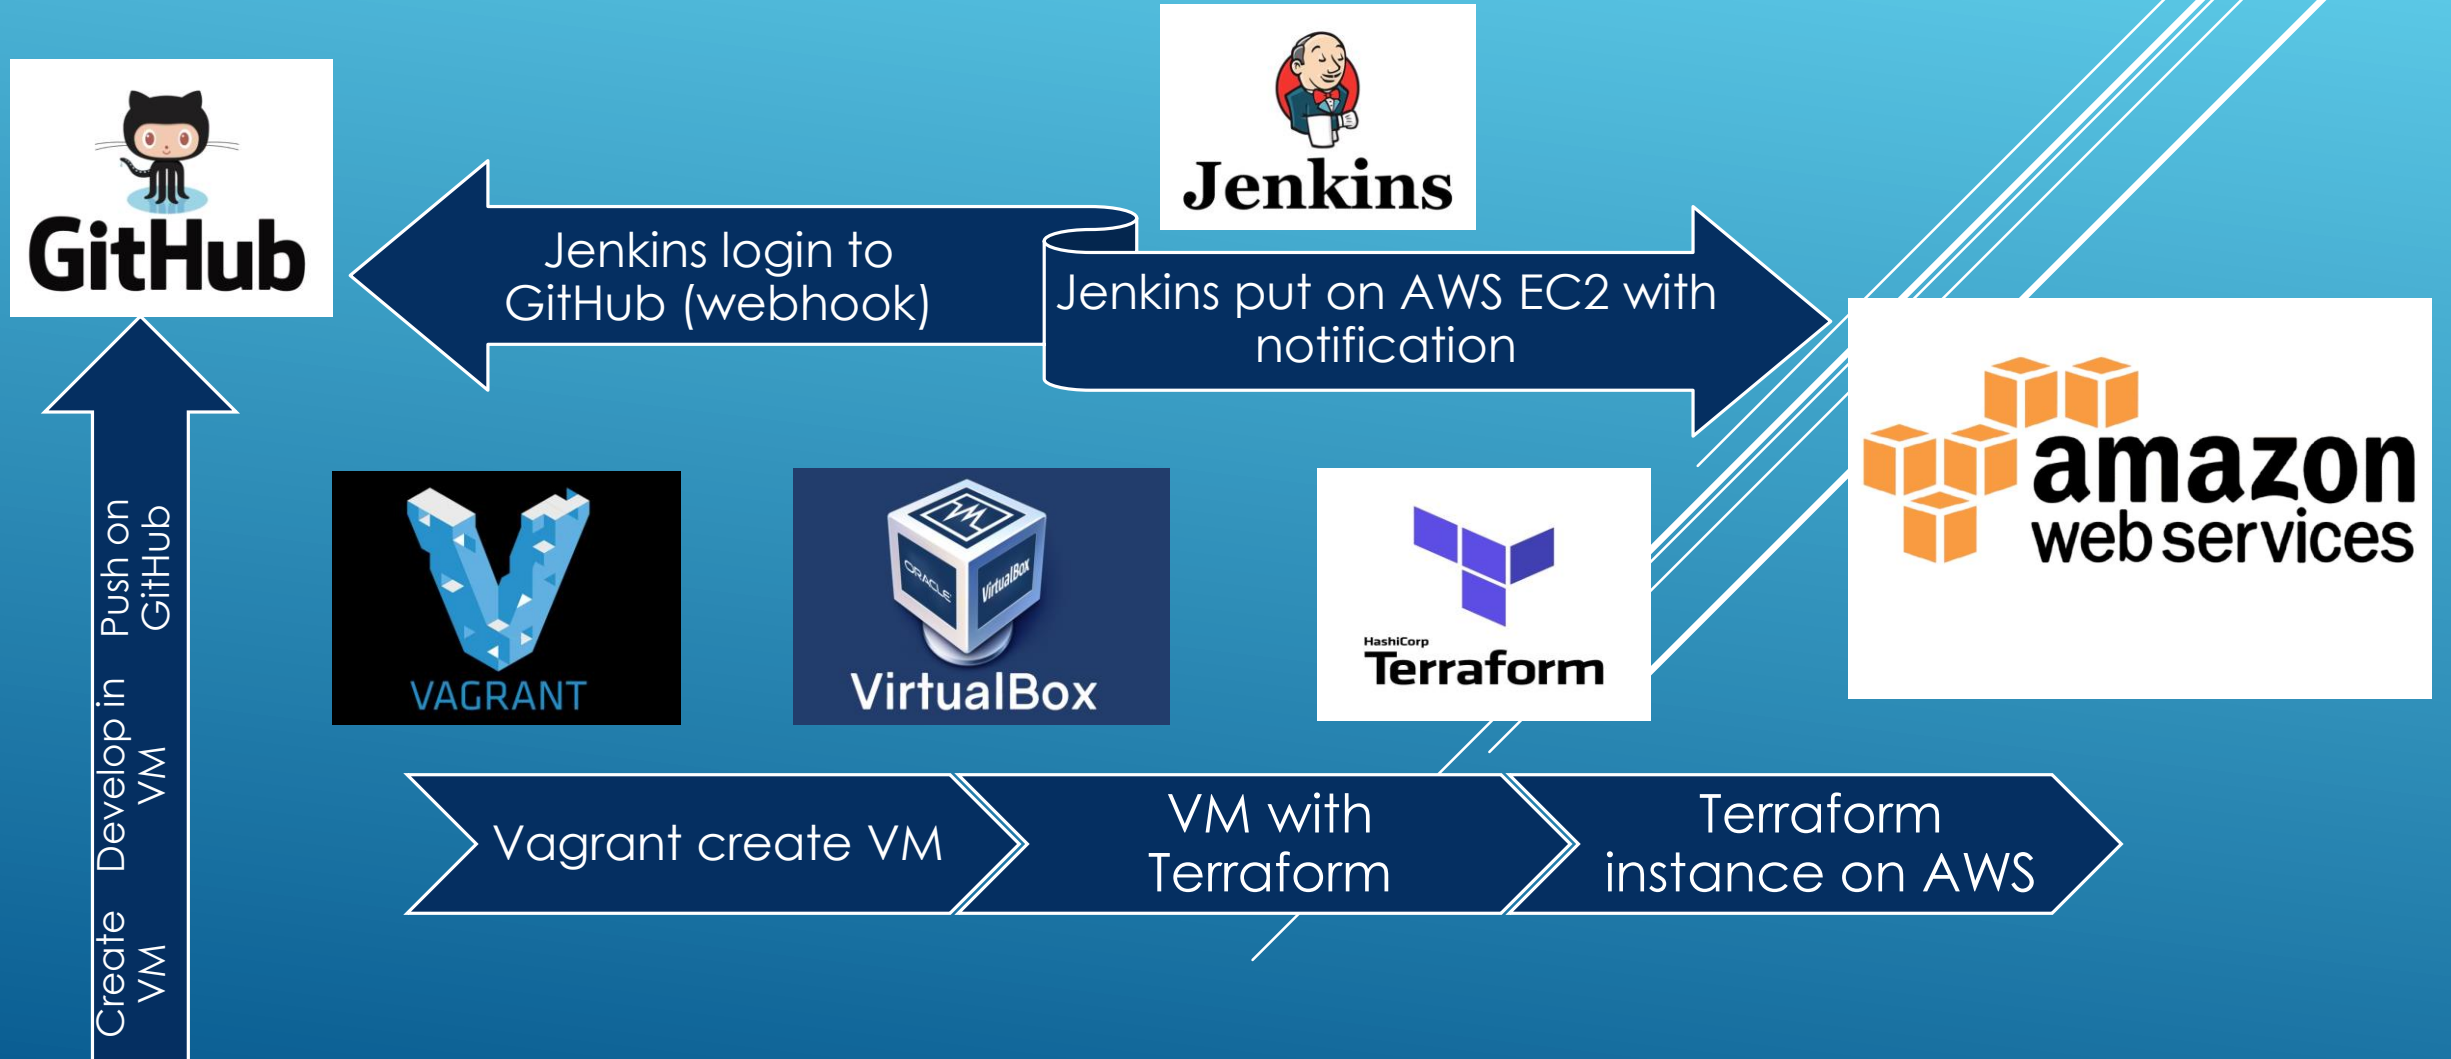 GitHub
Jenkins
Jenkins login to
GitHub (webhook)
Jenkins put on AWS EC2 with
notification
amazon
web services
Push on
GitHub
Develop in
VM
Create
VM
VAGRANT
ORACLE
VirtualBox
VirtualBox
HashiCorp
Terraform
Vagrant create VM
VM with
Terraform
Terraform
instance on AWS